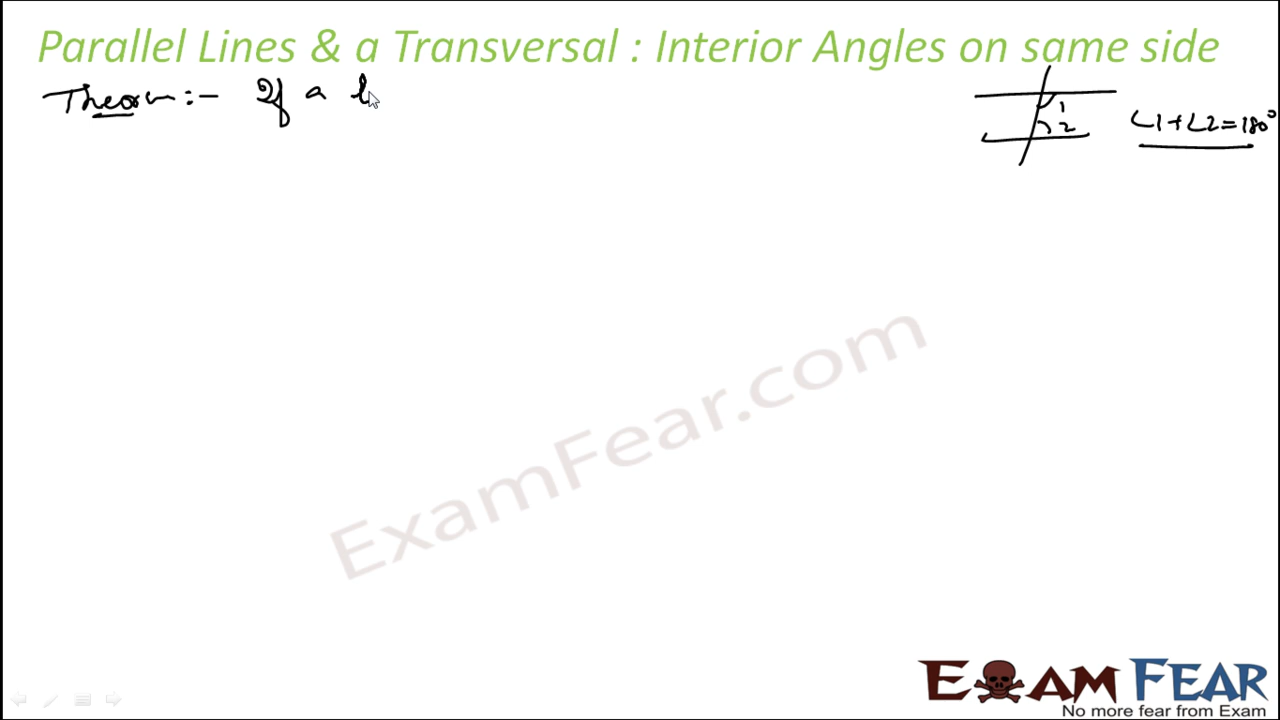 Parallel Lines & a Transversal : Interior Angles on same side
Theorm:- If a
1
2
∠1+∠2=180°
ExamFear.com
EXAMFEAR
No more fear from Exam